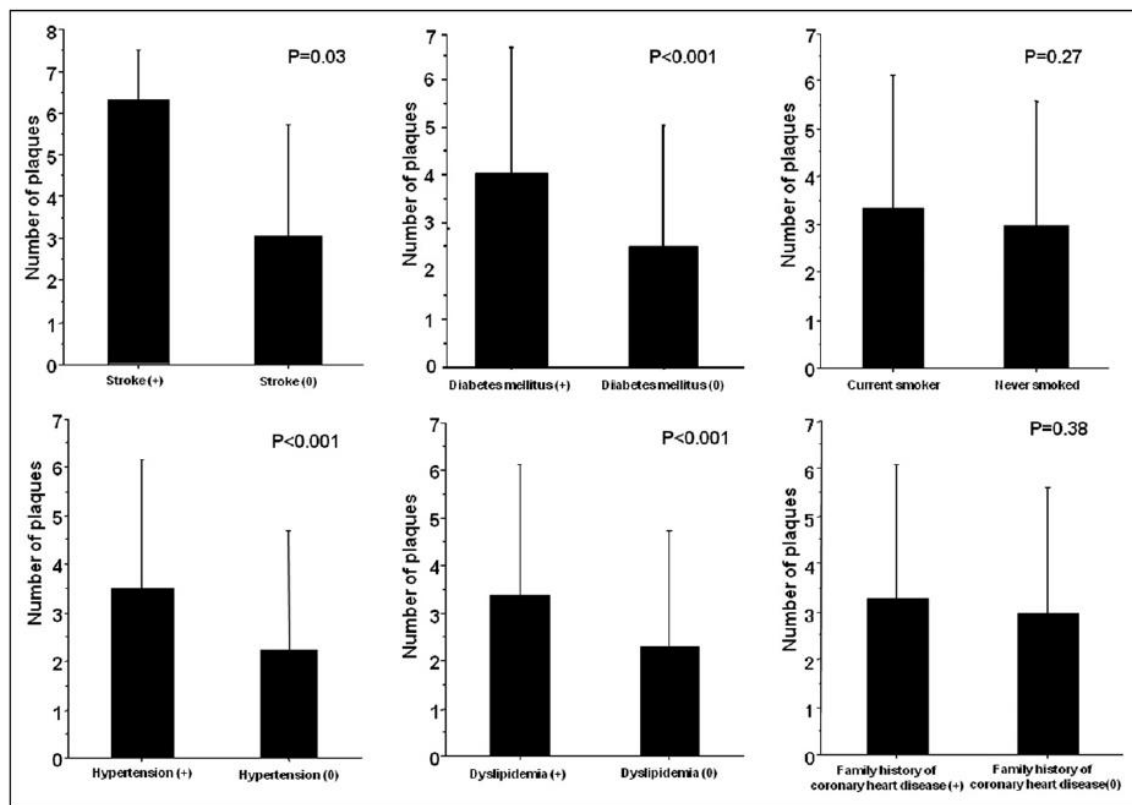 Number of plaques
8
7
6
5
4
3
2
1
0
P=0.03
Stroke (+)
Stroke (0)
Number of plaques
7
6
5
4
3
2
1
0
P<0.001
Diabetes mellitus (+)
Diabetes mellitus (0)
Number of plaques
7
6
5
4
3
2
1
0
P=0.27
Current smoker
Never smoked
Number of plaques
7
6
5
4
3
2
1
0
P<0.001
Hypertension (+)
Hypertension (0)
Number of plaques
7
6
5
4
3
2
1
0
P<0.001
Dyslipidemia (+)
Dyslipidemia (0)
Number of plaques
7
6
5
4
3
2
1
0
P=0.38
Family history of
coronary heart disease (+)
Family history of
coronary heart disease(0)